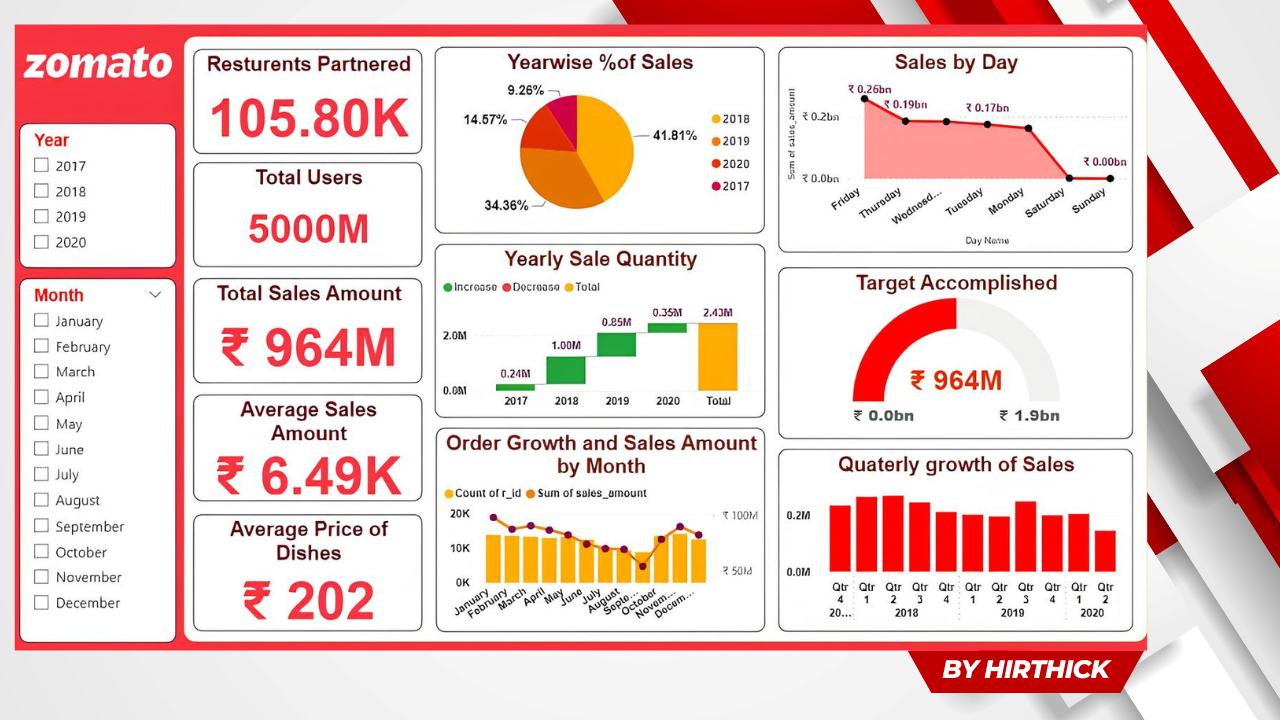 zomato
Year
2017
2018
2019
2020
Month
January
February
March
April
May
June
July
August
September
October
November
December
Resturents Partnered
105.80K
Total Users
5000M
Total Sales Amount
₹ 964M
Average Sales
Amount
₹ 6.49K
Average Price of
Dishes
₹ 202
Yearwise %of Sales
9.26%
14.57%
41.81%
34.36%
2018
2019
2020
2017
Yearly Sale Quantity
Increase Decrease Total
2.0M
0.0M
0.24M
1.00M
0.85M
0.35M
2.43M
2017 2018 2019 2020 Total
Order Growth and Sales Amount
by Month
Count of r_id Sum of sales_amount
20K
10K
0K
₹ 100M
₹ 50M
January
February
March
April
May
June
July
August
Septe...
October
Novem...
Decem...
Sales by Day
Sum of sales_amount
₹ 0.2bn
₹ 0.0bn
₹ 0.26bn
₹ 0.19bn
₹ 0.17bn
₹ 0.00bn
Friday
Thursday
Wednesd...
Tuesday
Monday
Saturday
Sunday
Day Name
Target Accomplished
₹ 964M
₹ 0.0bn
₹ 1.9bn
Quaterly growth of Sales
0.2M
0.0M
Qtr Qtr Qtr Qtr Qtr Qtr Qtr Qtr Qtr Qtr Qtr
4 1 2 3 4 1 2 3 4 1 2
20... 2018 2019 2020
BY HIRTHICK